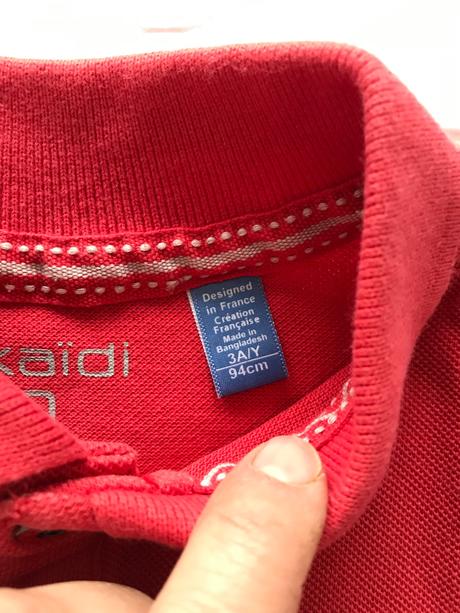 kaïdi
Designed
in France
Création
Française
Made in
Bangladesh
3A/Y
94cm